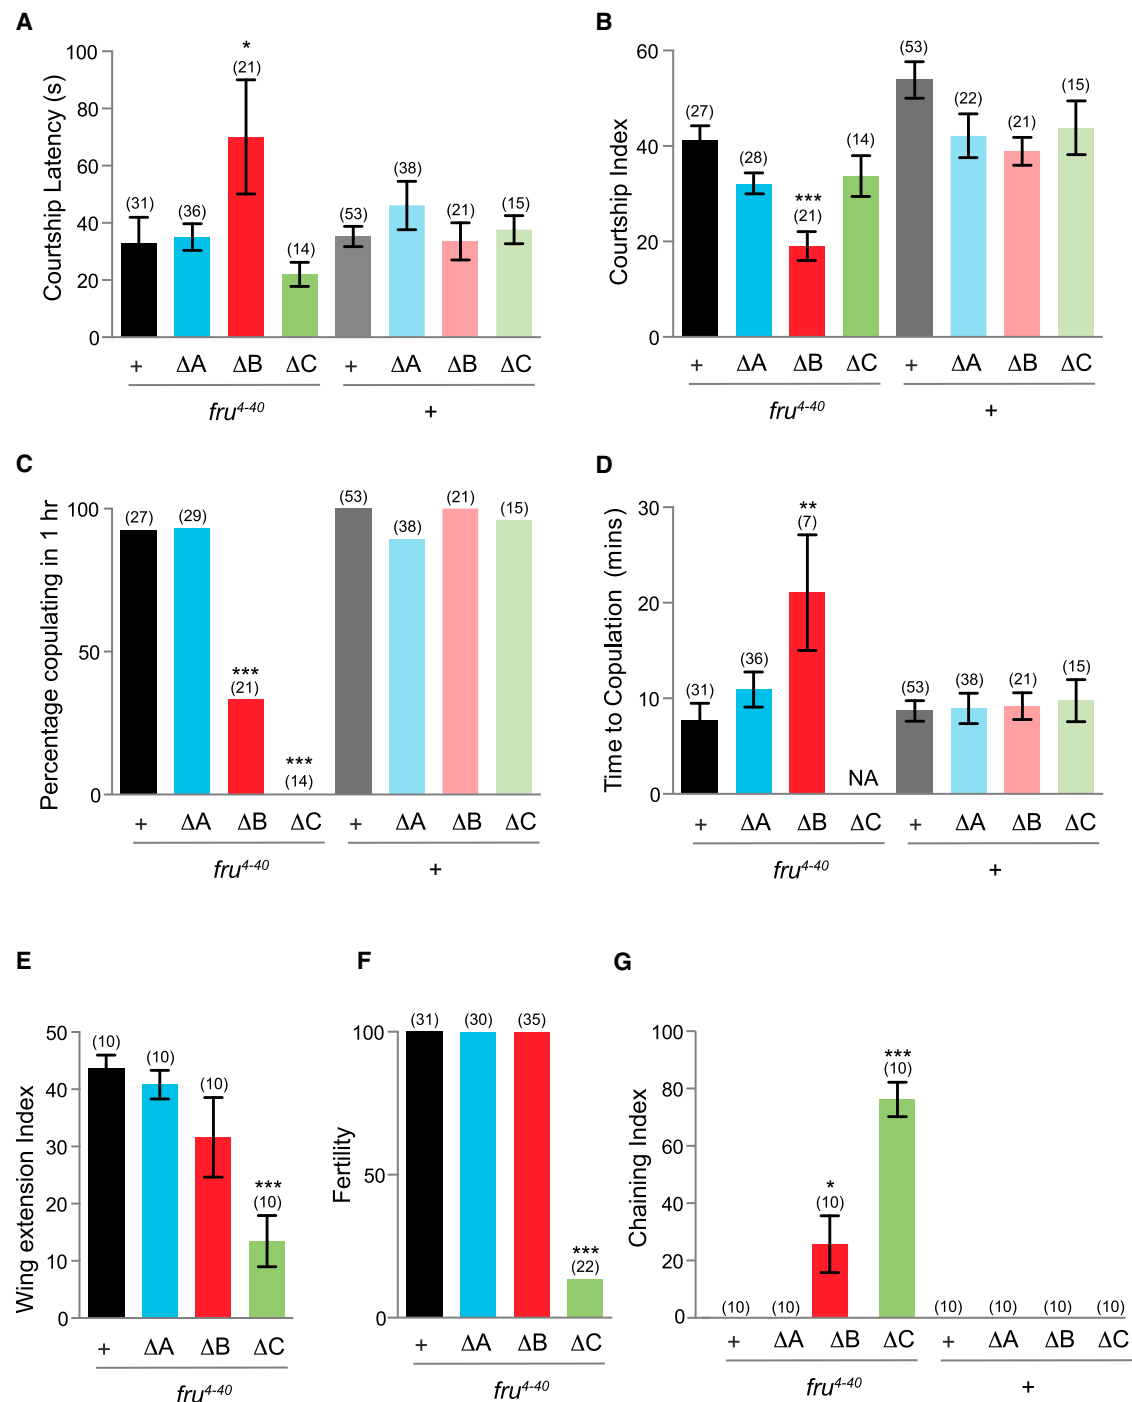 A
Courtship Latency (s)
100
80
60
40
20
0
*
(31) (36) (21) (14) (53) (38) (21) (15)
+ ΔA ΔB ΔC + ΔA ΔB ΔC
fru4-40 +
B
Courtship Index
60
40
20
0
***
(27) (28) (21) (14) (53) (22) (21) (15)
+ ΔA ΔB ΔC + ΔA ΔB ΔC
fru4-40 +
C
Percentage copulating in 1 hr
100
50
0
*** ***
(27) (29) (21) (14) (53) (38) (21) (15)
+ ΔA ΔB ΔC + ΔA ΔB ΔC
fru4-40 +
D
Time to Copulation (mins)
30
20
10
0
**
(31) (36) (7) NA (53) (38) (21) (15)
+ ΔA ΔB ΔC + ΔA ΔB ΔC
fru4-40 +
E
Wing extension Index
50
40
30
20
10
0
***
(10) (10) (10) (10)
+ ΔA ΔB ΔC
fru4-40
F
Fertility
100
50
0
***
(31) (30) (35) (22)
+ ΔA ΔB ΔC
fru4-40
G
Chaining Index
100
80
60
40
20
0
* ***
(10) (10) (10) (10) (10) (10) (10) (10)
+ ΔA ΔB ΔC + ΔA ΔB ΔC
fru4-40 +